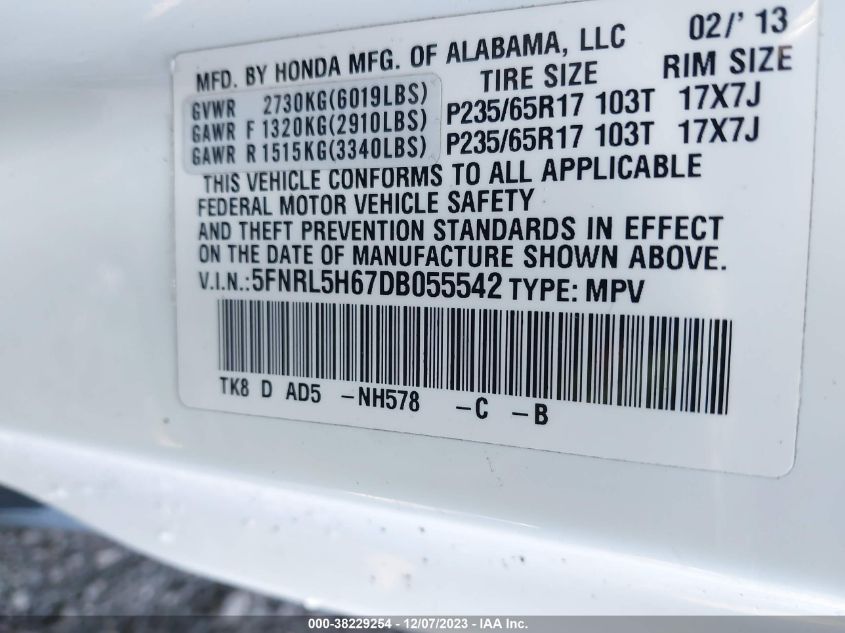 MFD. BY HONDA MFG. OF ALABAMA, LLC 02/' 13
TIRE SIZE RIM SIZE
GVWR 2730KG(6019LBS)
GAWR F 1320KG(2910LBS) P235/65R17 103T 17X7J
GAWR R 1515KG(3340LBS) P235/65R17 103T 17X7J
THIS VEHICLE CONFORMS TO ALL APPLICABLE
FEDERAL MOTOR VEHICLE SAFETY
AND THEFT PREVENTION STANDARDS IN EFFECT
ON THE DATE OF MANUFACTURE SHOWN ABOVE.
V.I.N.:5FNRL5H67DB055542 TYPE: MPV
TK8 D AD5 -NH578 -C -B
000-38229254 - 12/07/2023 - IAA Inc.